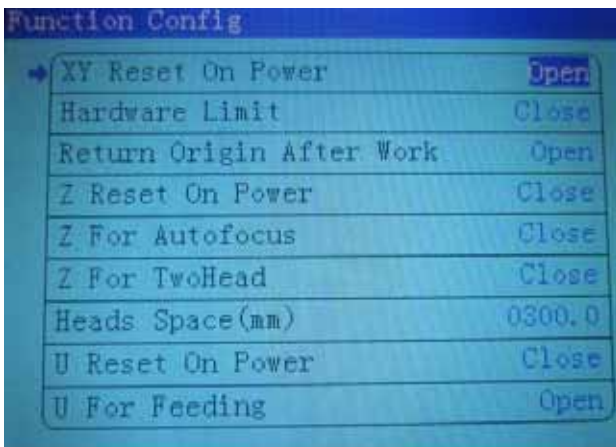 Function Config
XY Reset On Power Open
Hardware Limit Close
Return Origin After Work Open
Z Reset On Power Close
Z For Autofocus Close
Z For TwoHead Close
Heads Space(mm) 0300.0
U Reset On Power Close
U For Feeding Open